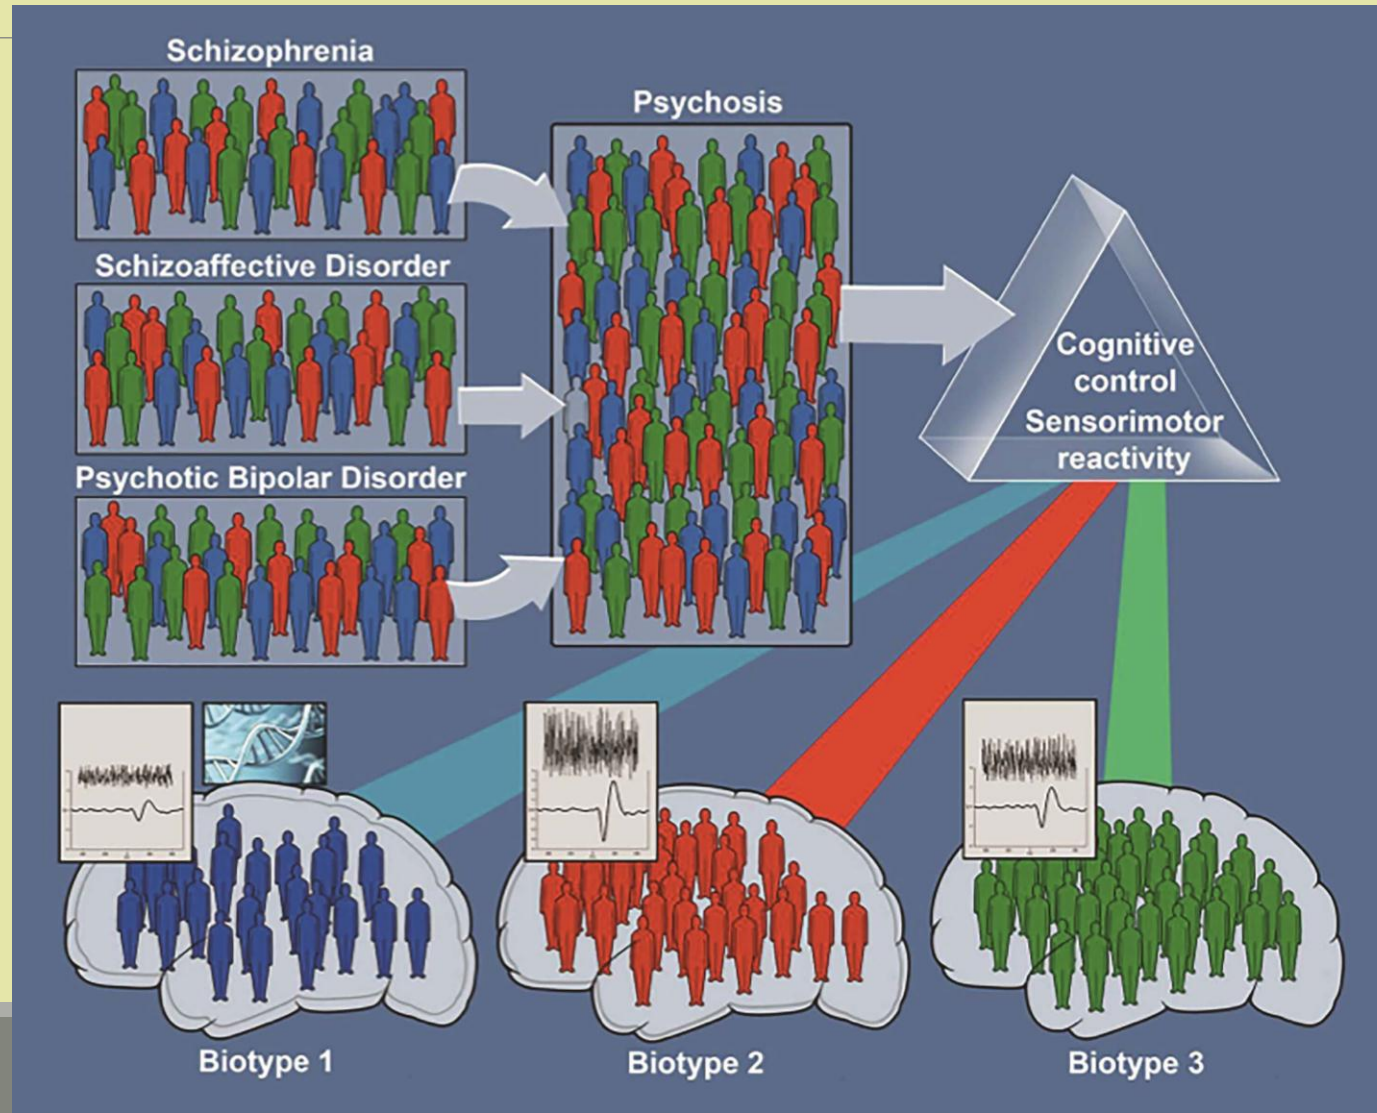 Schizophrenia
Psychosis
Schizoaffective Disorder
Cognitive
control
Sensorimotor
reactivity
Psychotic Bipolar Disorder
Biotype 1
Biotype 2
Biotype 3